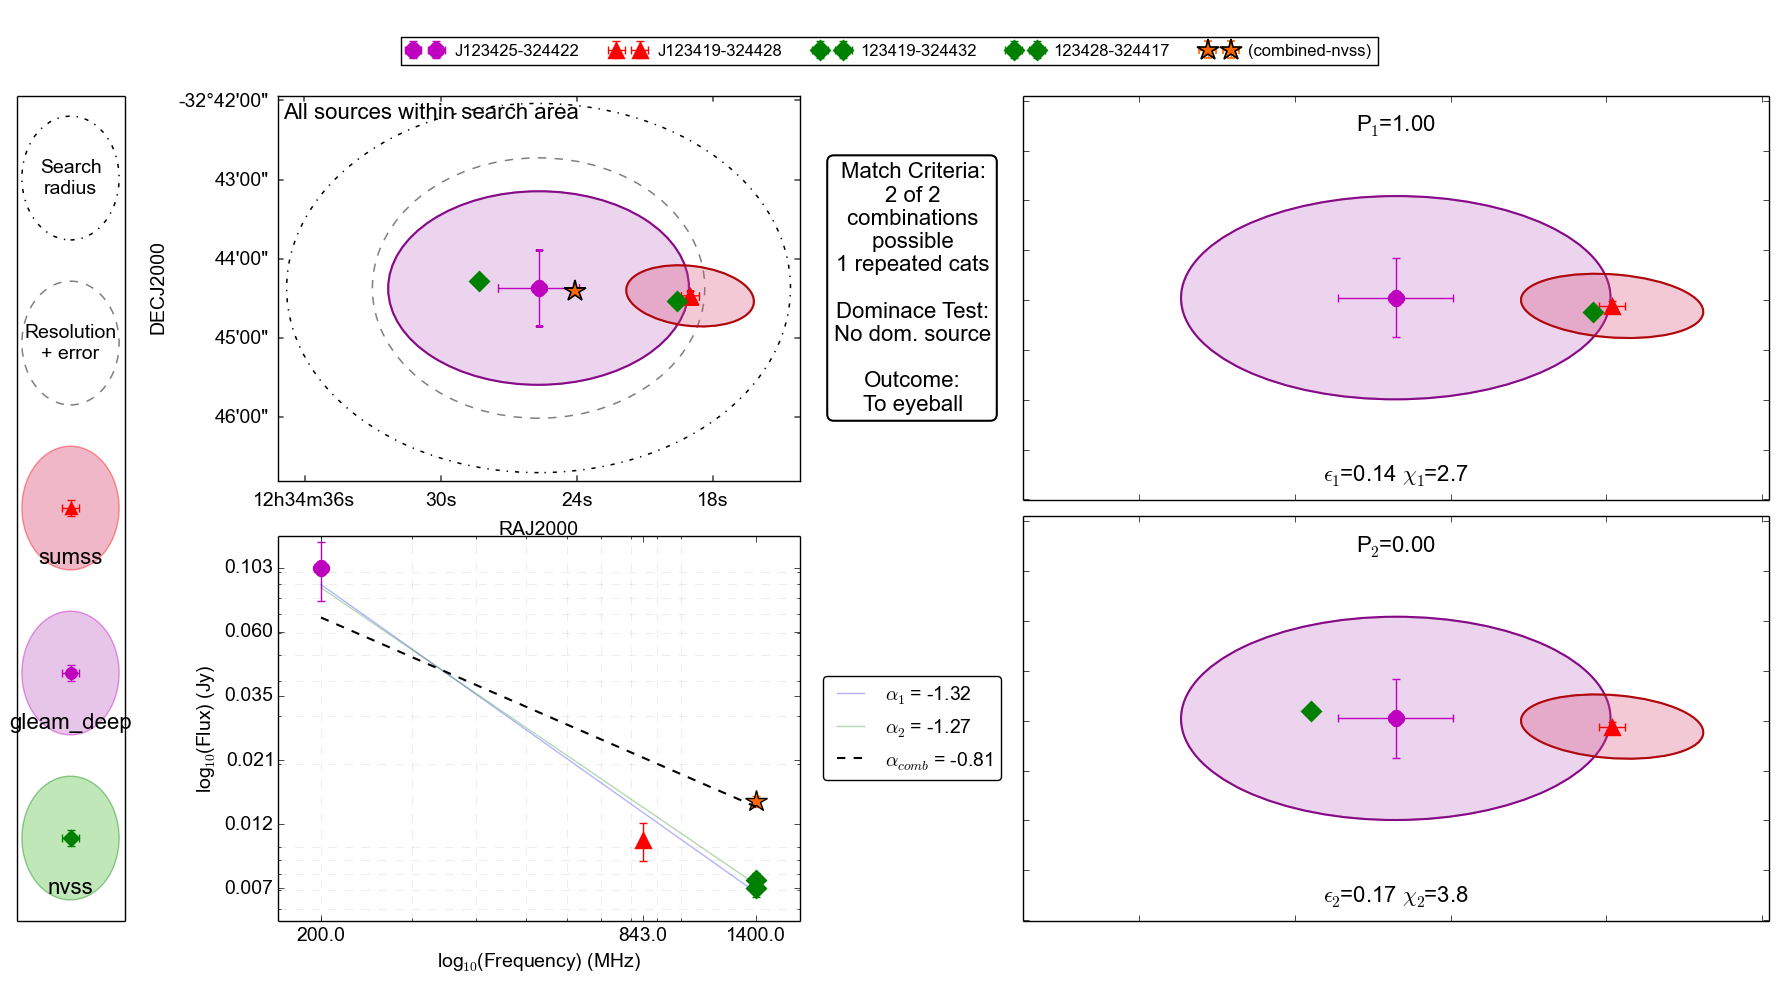 J123425-324422
J123419-324428
123419-324432
123428-324417
(combined-nvss)
Search
radius
Resolution
+ error
sumss
gleam_deep
nvss
All sources within search area
-32°42'00"
43'00"
44'00"
45'00"
46'00"
DECJ2000
12h34m36s
30s
24s
18s
RAJ2000
Match Criteria:
2 of 2
combinations
possible
1 repeated cats
Dominace Test:
No dom. source
Outcome:
To eyeball
P1=1.00
ϵ1=0.14 χ1=2.7
P2=0.00
ϵ2=0.17 χ2=3.8
0.103
0.060
0.035
0.021
0.012
0.007
log10(Flux) (Jy)
200.0
843.0
1400.0
log10(Frequency) (MHz)
α1 = -1.32
α2 = -1.27
αcomb = -0.81